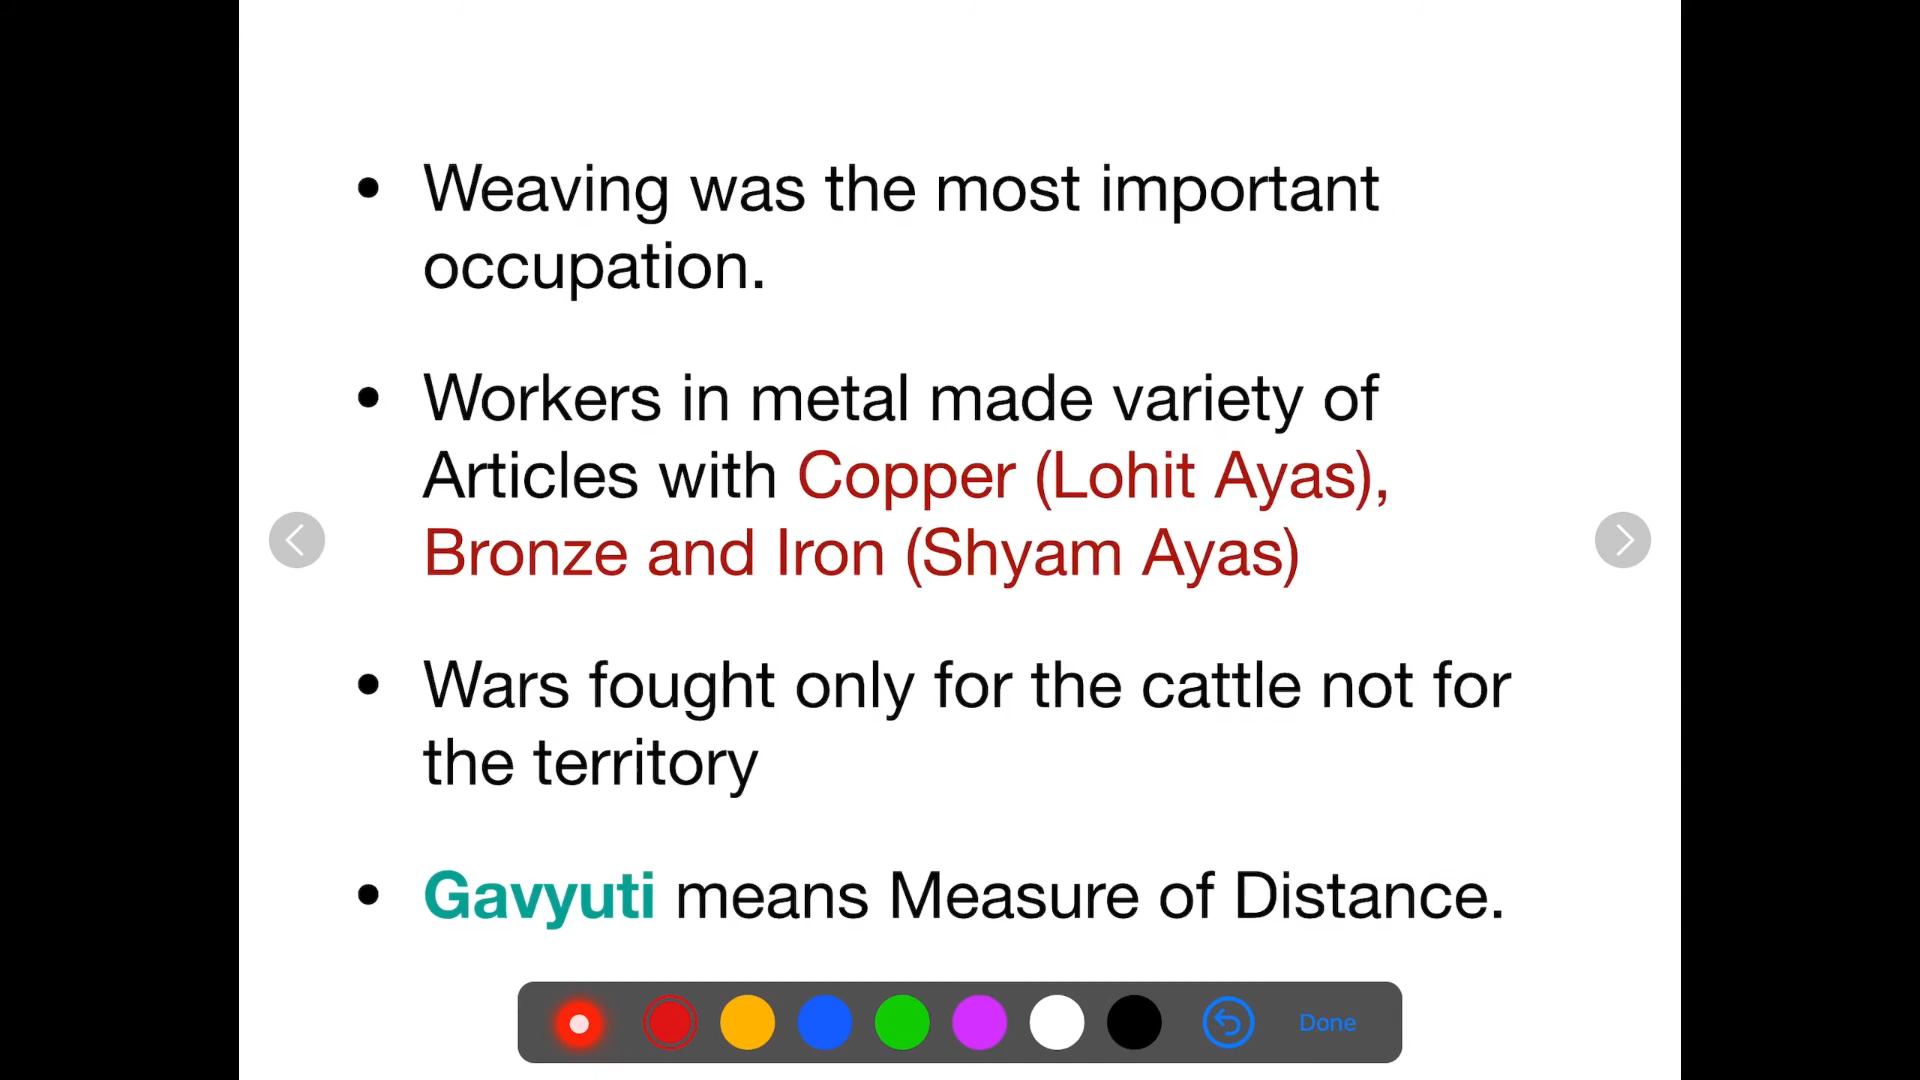 • Weaving was the most important
occupation.
• Workers in metal made variety of
Articles with Copper (Lohit Ayas),
Bronze and Iron (Shyam Ayas)
• Wars fought only for the cattle not for
the territory
• Gavyuti means Measure of Distance.
Done